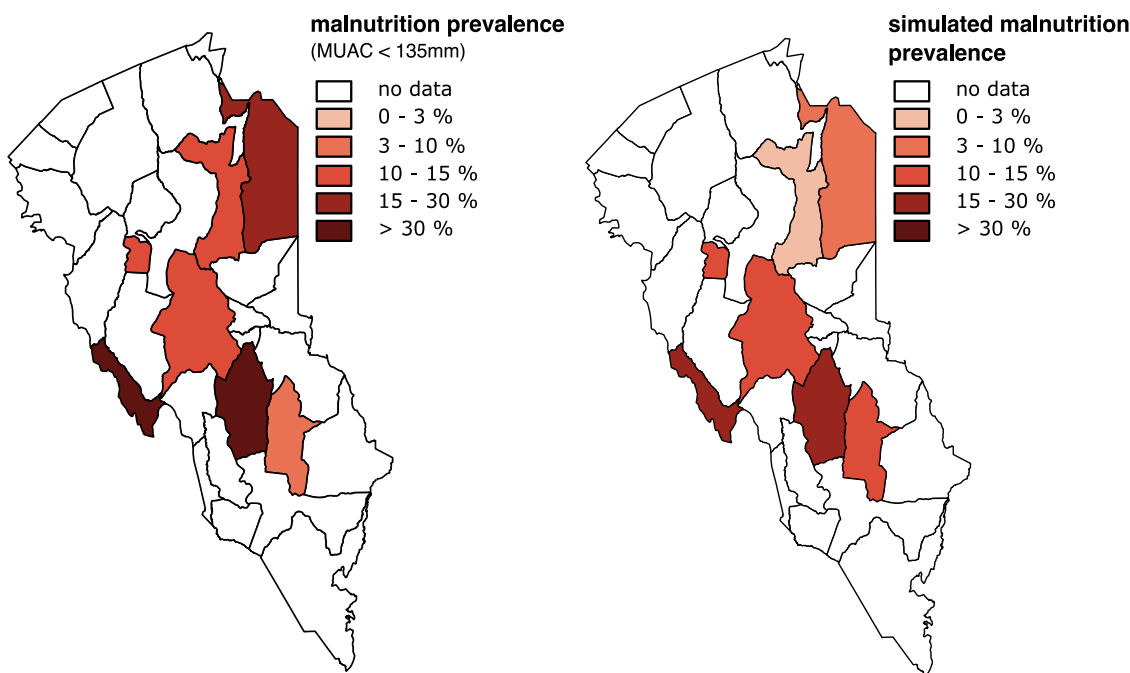 malnutrition prevalence
(MUAC < 135mm)
no data
0 - 3 %
3 - 10 %
10 - 15 %
15 - 30 %
> 30 %
simulated malnutrition
prevalence
no data
0 - 3 %
3 - 10 %
10 - 15 %
15 - 30 %
> 30 %